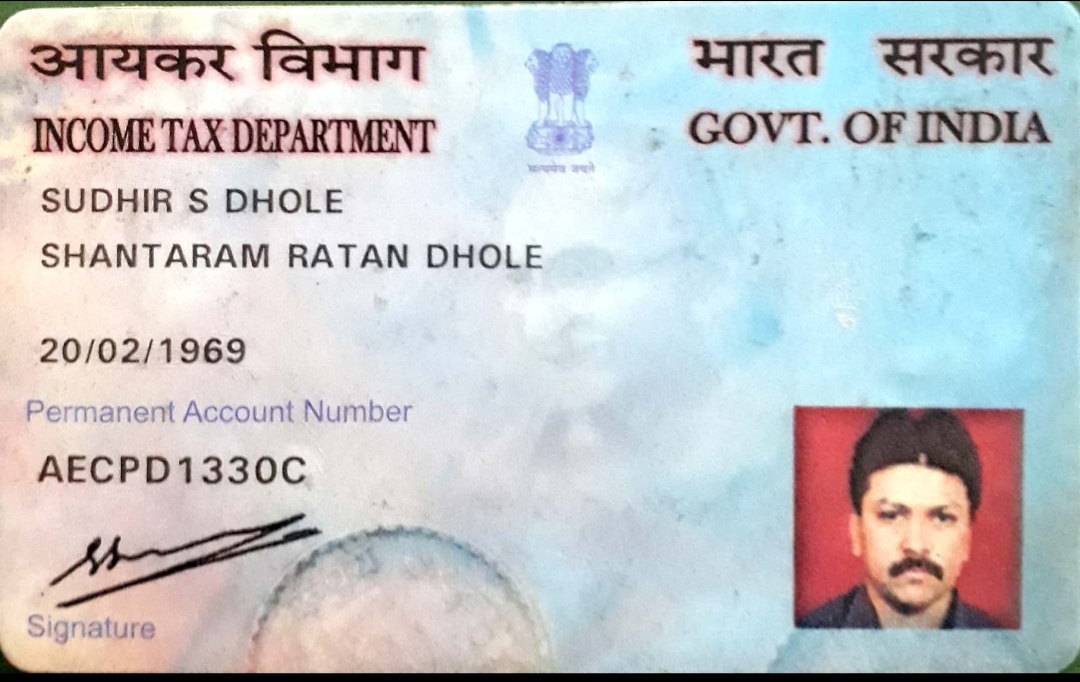 आयकर विभाग
भारत सरकार
INCOME TAX DEPARTMENT
GOVT. OF INDIA
सत्यमेव जयते
SUDHIR S DHOLE
SHANTARAM RATAN DHOLE
20/02/1969
Permanent Account Number
AECPD1330C
Signature